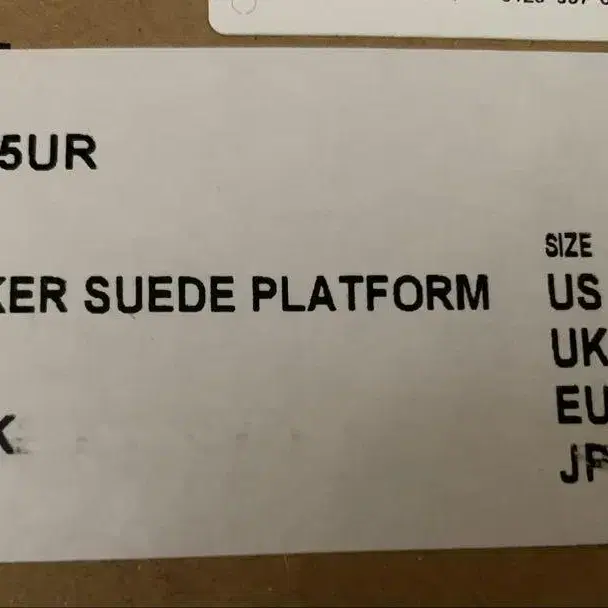 5UR
KER SUEDE PLATFORM
K
SIZE
US
UK
EU
JP